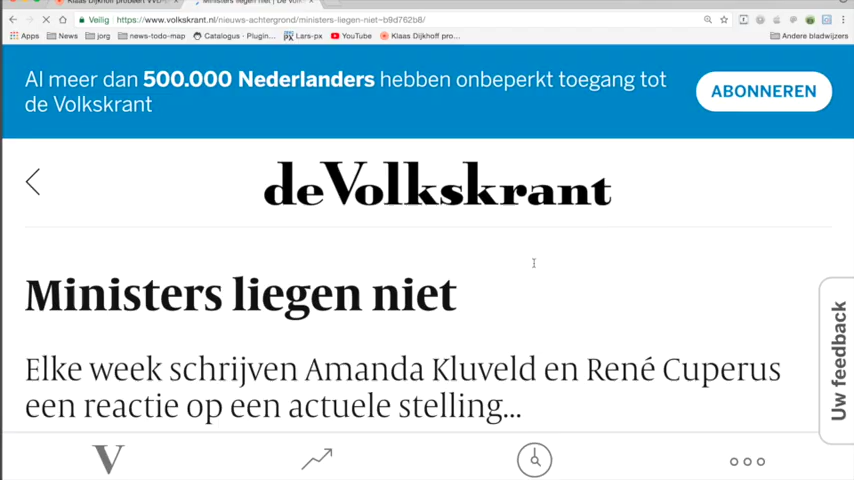 Klaas Dijkhoff probeert VVD-
Ministers liegen niet | De Volks
Veilig https://www.volkskrant.nl/nieuws-achtergrond/ministers-liegen-niet~b9d762b8/
Apps News jorg news-todo-map Catalogus - Plugin... Lars-px YouTube Klaas Dijkhoff pro... Andere bladwijzers
Al meer dan 500.000 Nederlanders hebben onbeperkt toegang tot
de Volkskrant
ABONNEREN
de Volkskrant
Ministers liegen niet
Elke week schrijven Amanda Kluveld en René Cuperus
een reactie op een actuele stelling...
Uw feedback
V